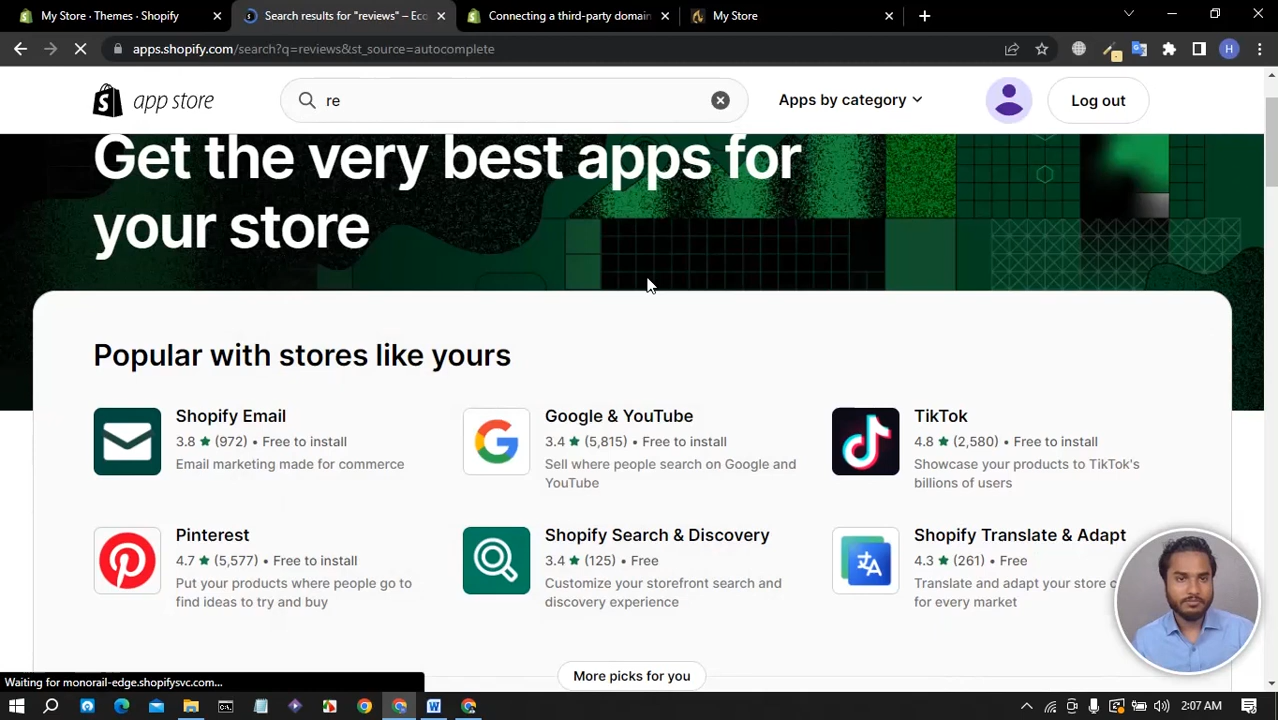 My Store · Themes · Shopify
Search results for "reviews" – Eco
Connecting a third-party domain
My Store
apps.shopify.com/search?q=reviews&st_source=autocomplete
H
app store
re
Apps by category
Log out
Get the very best apps for
your store
Popular with stores like yours
Shopify Email
3.8 ★ (972) • Free to install
Email marketing made for commerce
Google & YouTube
3.4 ★ (5,815) • Free to install
Sell where people search on Google and
YouTube
TikTok
4.8 ★ (2,580) • Free to install
Showcase your products to TikTok's
billions of users
Pinterest
4.7 ★ (5,577) • Free to install
Put your products where people go to
find ideas to try and buy
Shopify Search & Discovery
3.4 ★ (125) • Free
Customize your storefront search and
discovery experience
Shopify Translate & Adapt
4.3 ★ (261) • Free
Translate and adapt your store
for every market
More picks for you
Waiting for monorail-edge.shopifysvc.com...
2:07 AM